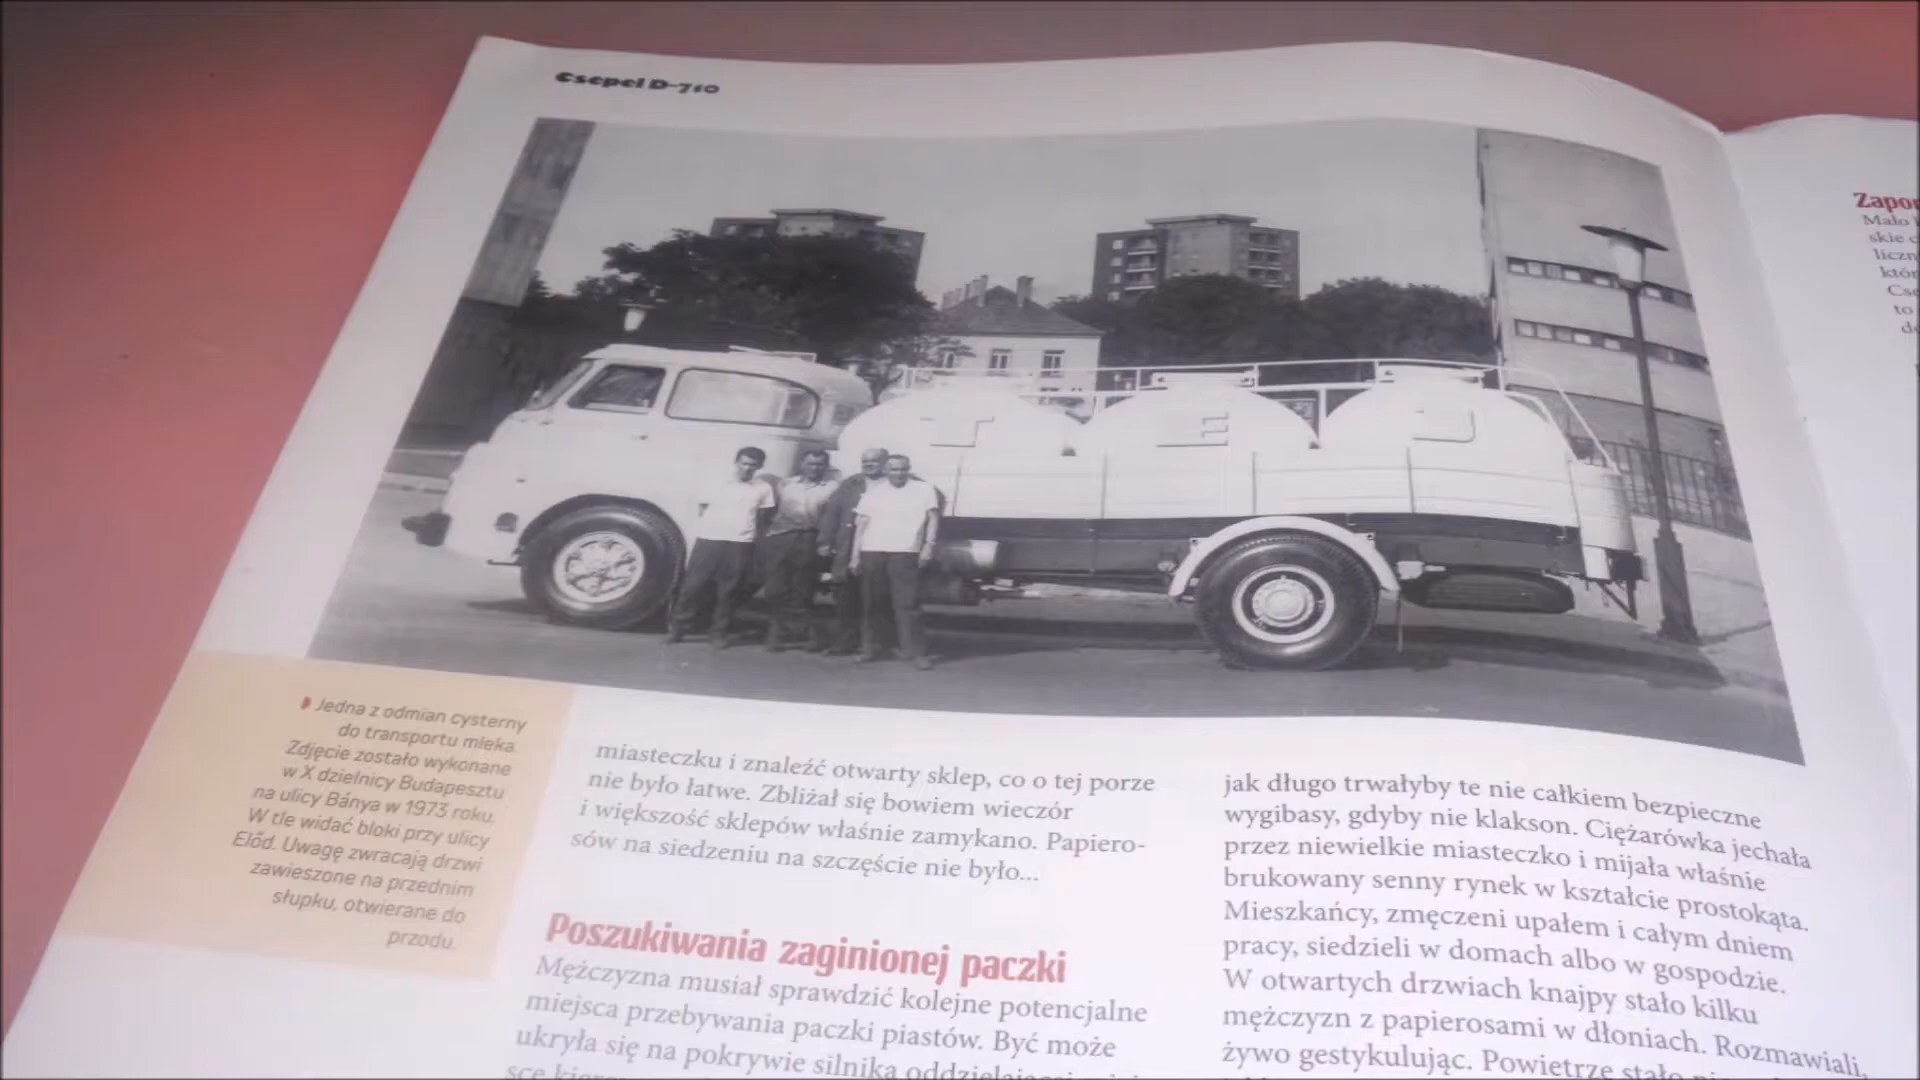 Csepel D-710
T E J
Jedna z odmian cysterny
do transportu mleka.
Zdjęcie zostało wykonane
w X dzielnicy Budapesztu
na ulicy Bánya w 1973 roku.
W tle widać bloki przy ulicy
Előd. Uwagę zwracają drzwi
zawieszone na przednim
słupku, otwierane do
przodu.
miasteczku i znaleźć otwarty sklep, co o tej porze
nie było łatwe. Zbliżał się bowiem wieczór
i większość sklepów właśnie zamykano. Papiero-
sów na siedzeniu na szczęście nie było...
Poszukiwania zaginionej paczki
Mężczyzna musiał sprawdzić kolejne potencjalne
miejsca przebywania paczki piastów. Być może
ukryła się na pokrywie silnika
jak długo trwałyby te nie całkiem bezpieczne
wygibasy, gdyby nie klakson. Ciężarówka jechała
przez niewielkie miasteczko i mijała właśnie
brukowany senny rynek w kształcie prostokąta.
Mieszkańcy, zmęczeni upałem i całym dniem
pracy, siedzieli w domach albo w gospodzie.
W otwartych drzwiach knajpy stało kilku
mężczyzn z papierosami w dłoniach. Rozmawiali,
żywo gestykulując. Powietrze stało
Mało
skie